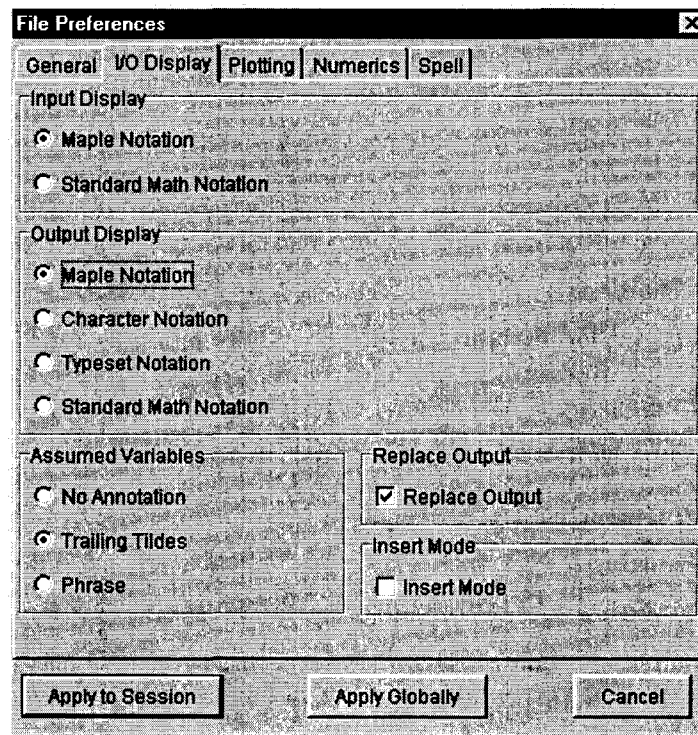 File Preferences
General I/O Display Plotting Numerics Spell
Input Display
Maple Notation
Standard Math Notation
Output Display
Maple Notation
Character Notation
Typeset Notation
Standard Math Notation
Assumed Variables
No Annotation
Trailing Tildes
Phrase
Replace Output
Replace Output
Insert Mode
Insert Mode
Apply to Session Apply Globally Cancel